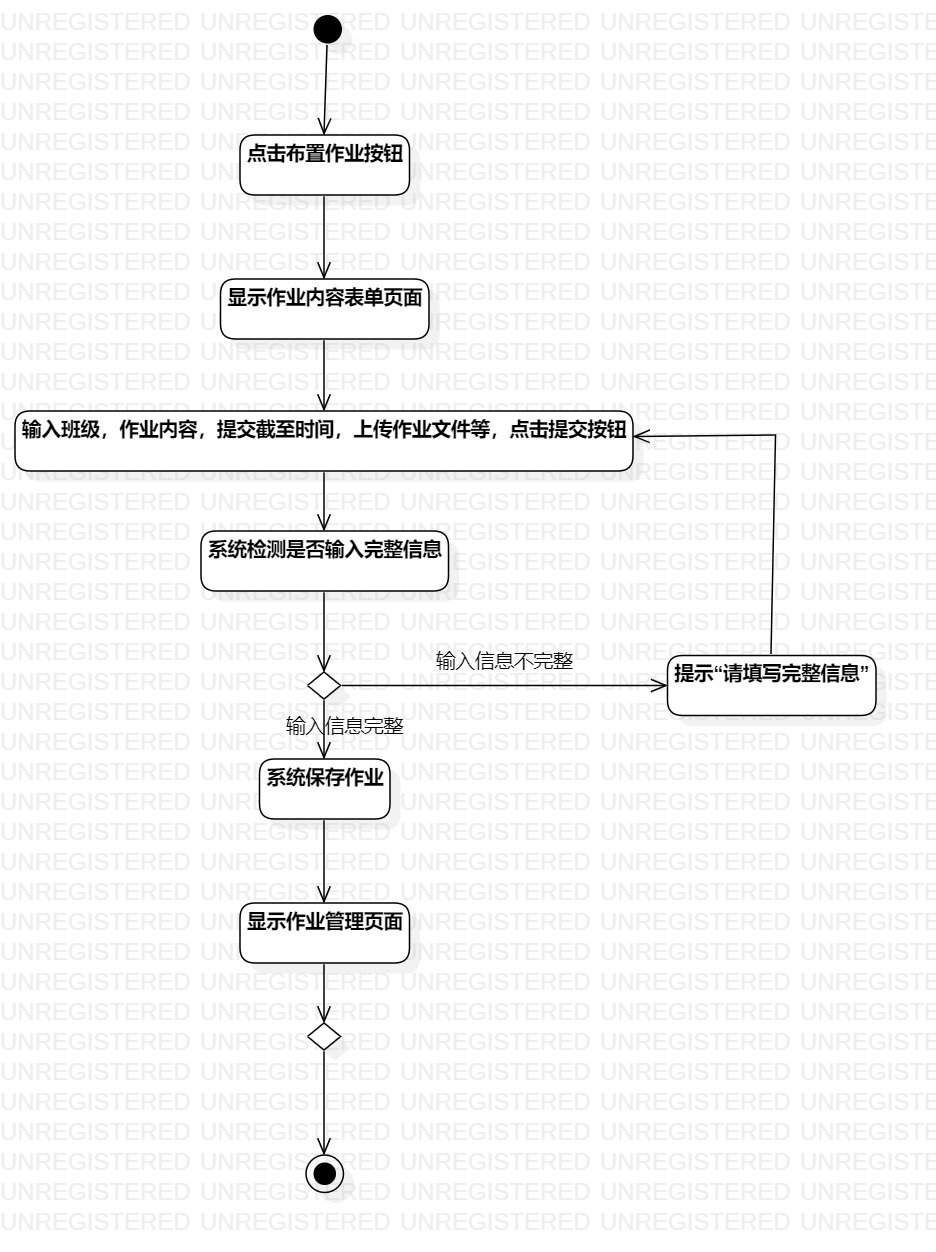 点击布置作业按钮
显示作业内容表单页面
输入班级，作业内容，提交截至时间，上传作业文件等，点击提交按钮
系统检测是否输入完整信息
输入信息不完整
提示“请填写完整信息”
输入信息完整
系统保存作业
显示作业管理页面